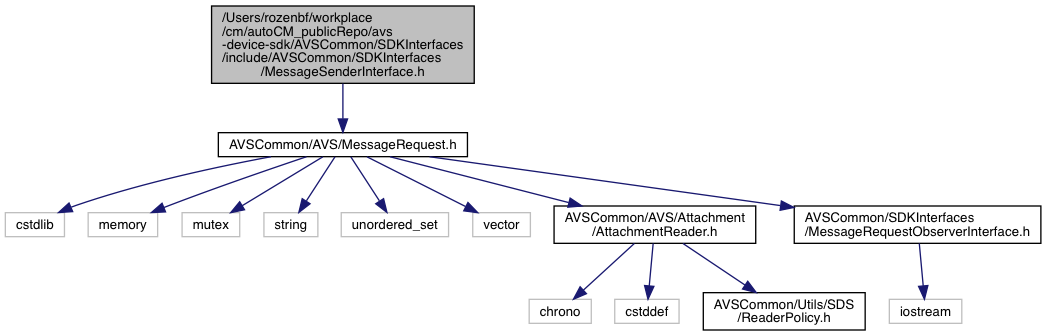 /Users/rozenbf/workplace
/cm/autoCM_publicRepo/avs
-device-sdk/AVSCommon/SDKInterfaces
/include/AVSCommon/SDKInterfaces
/MessageSenderInterface.h
AVSCommon/AVS/MessageRequest.h
cstdlib
memory
mutex
string
unordered_set
vector
AVSCommon/AVS/Attachment
/AttachmentReader.h
AVSCommon/SDKInterfaces
/MessageRequestObserverInterface.h
chrono
cstddef
AVSCommon/Utils/SDS
/ReaderPolicy.h
iostream